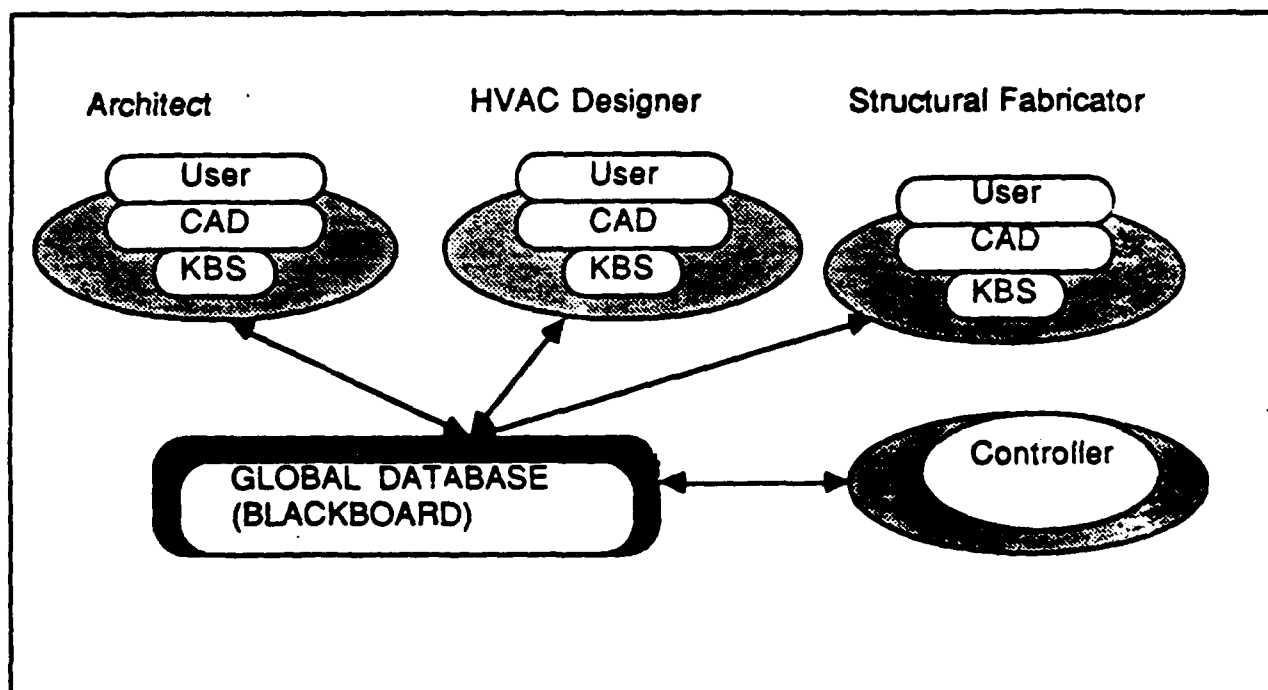 Architect
HVAC Designer
Structural Fabricator
User
CAD
KBS
User
CAD
KBS
User
CAD
KBS
GLOBAL DATABASE
(BLACKBOARD)
Controller